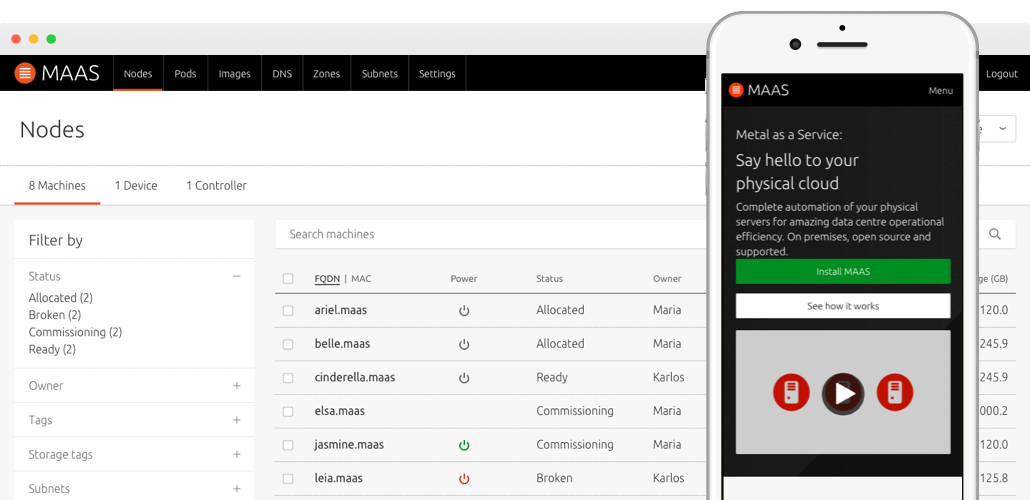 MAAS
Nodes
Pods
Images
DNS
Zones
Subnets
Settings
Logout
Nodes
8 Machines
1 Device
1 Controller
Filter by
Status
Allocated (2)
Broken (2)
Commissioning (2)
Ready (2)
Owner
Tags
Storage tags
Subnets
Search machines
FQDN | MAC Power Status Owner (GB)
ariel.maas Allocated Maria 120.0
belle.maas Allocated Maria 245.9
cinderella.maas Ready Karlos 245.9
elsa.maas Commissioning Maria 000.2
jasmine.maas Commissioning Maria 120.0
leia.maas Broken Karlos 125.8
MAAS
Menu
Metal as a Service:
Say hello to your
physical cloud
Complete automation of your physical
servers for amazing data centre operational
efficiency. On premises, open source and
supported.
Install MAAS
See how it works